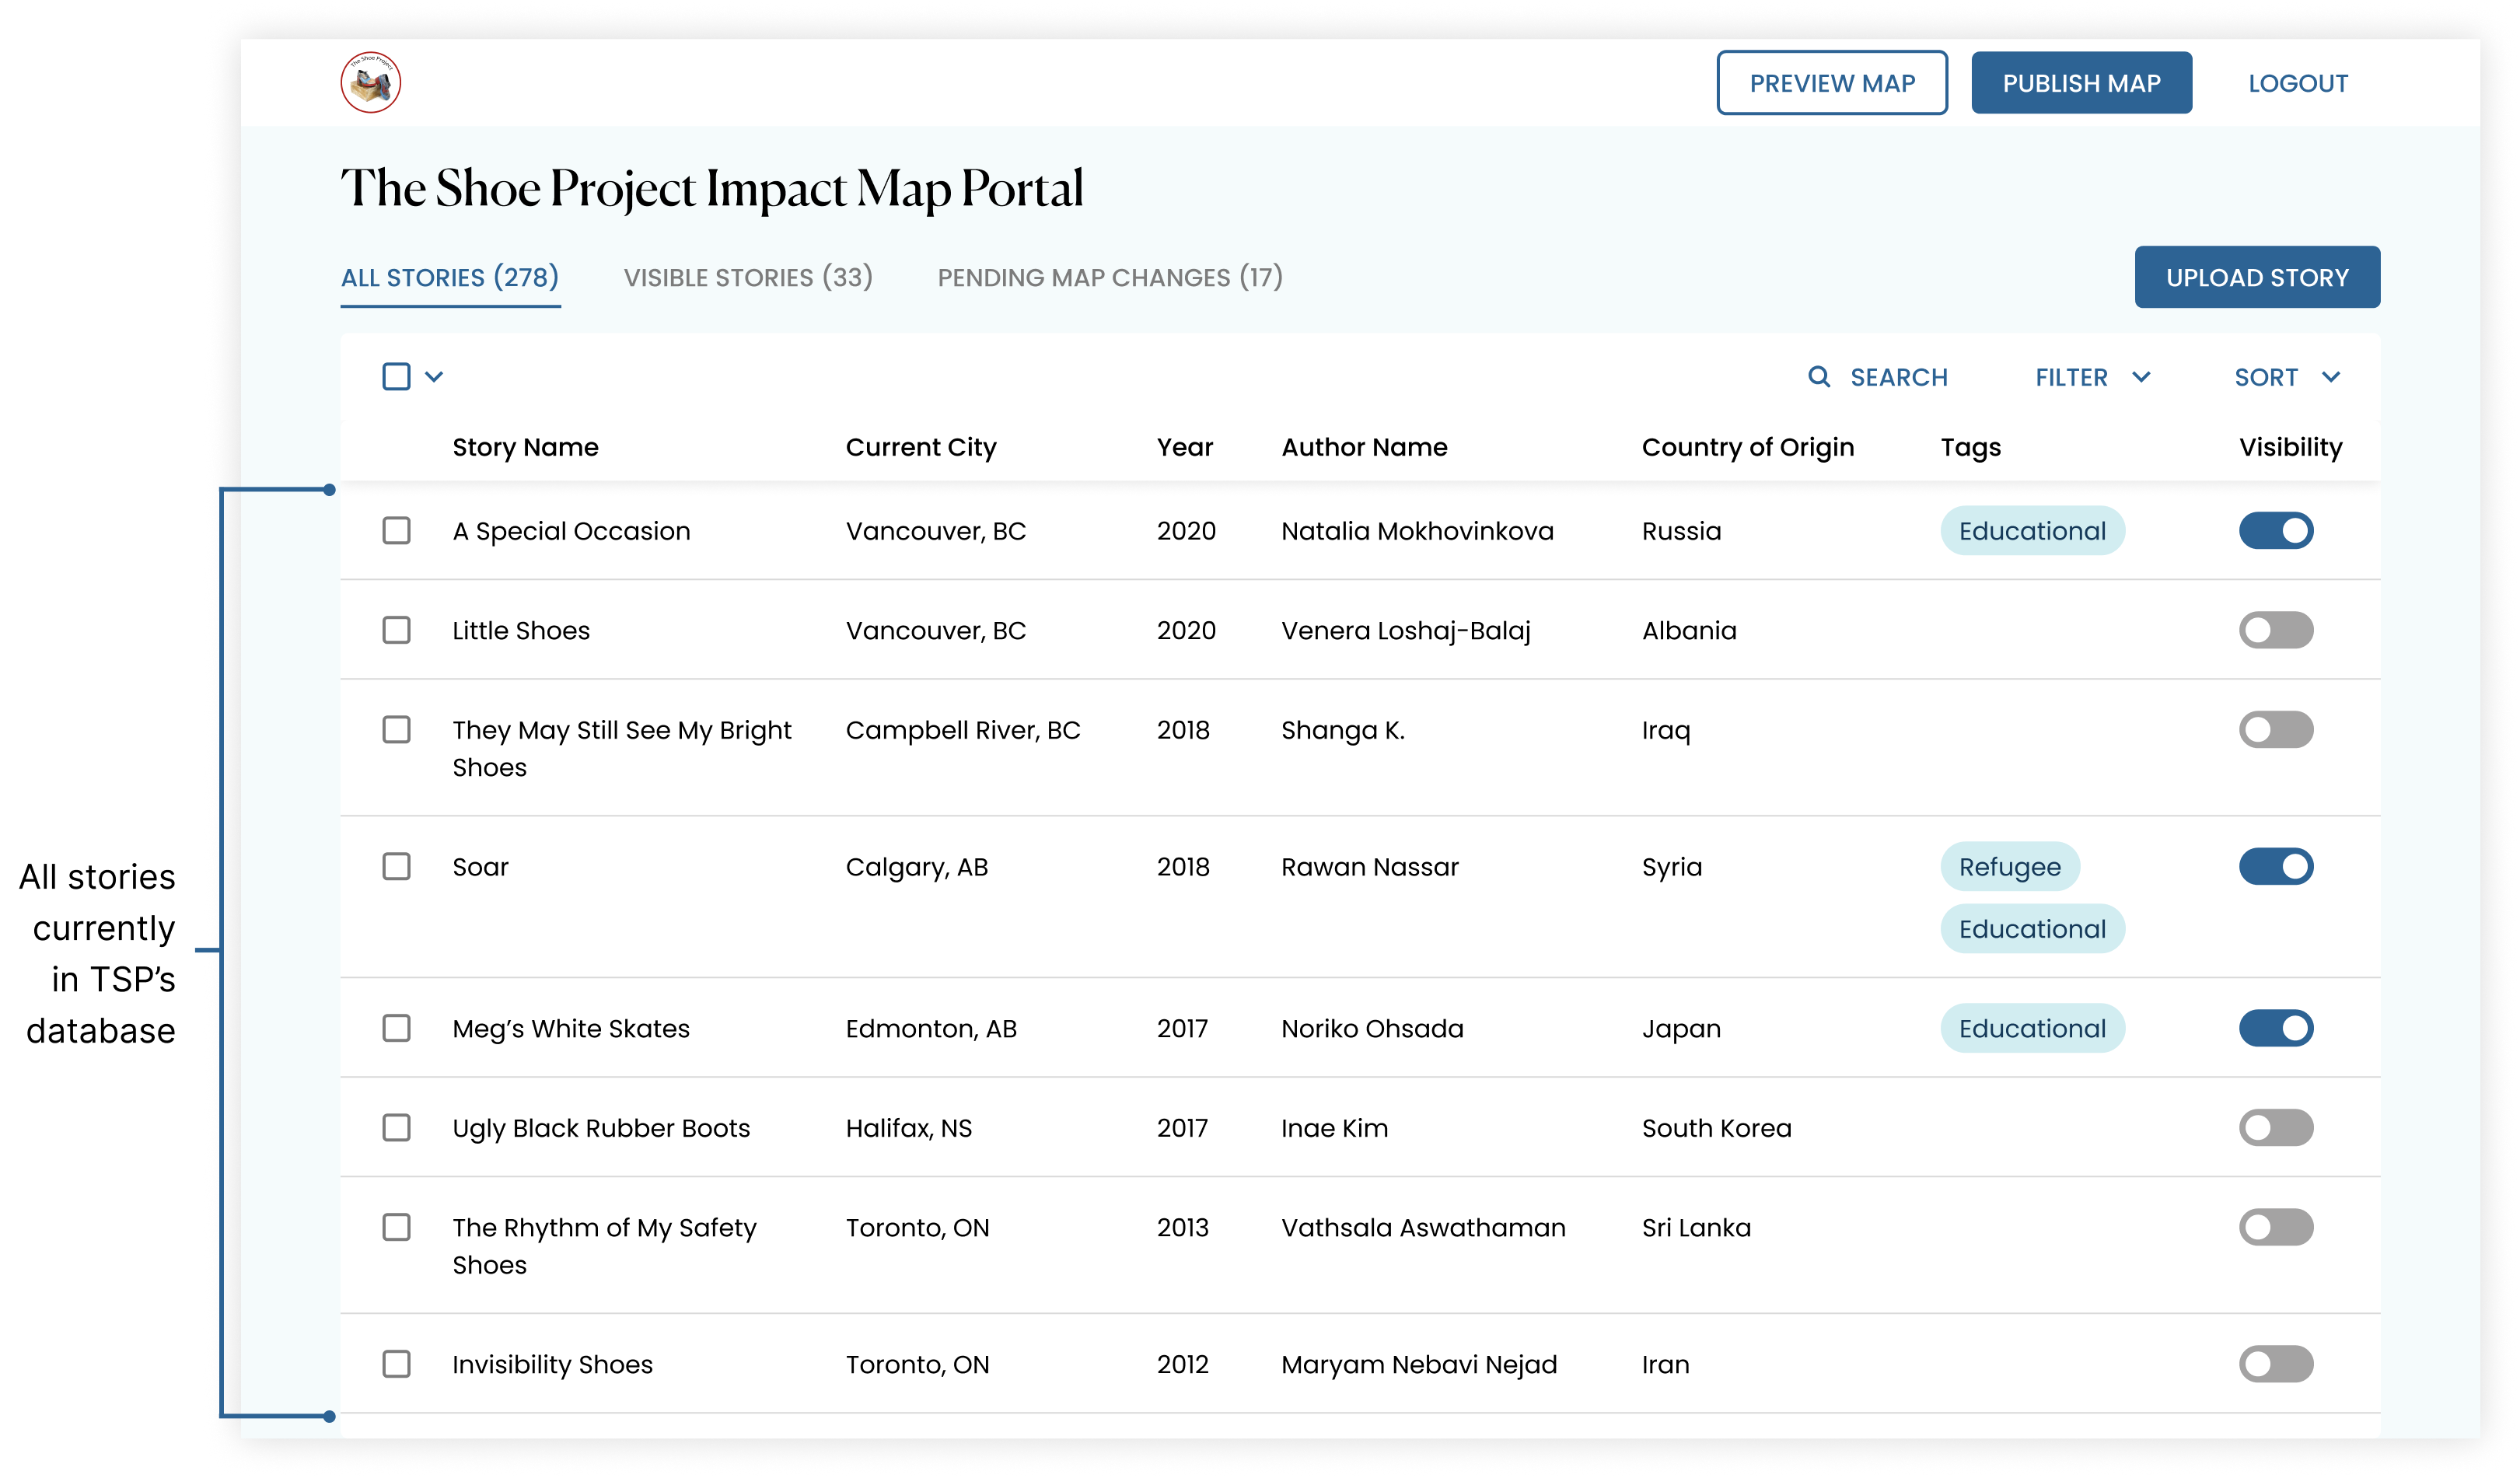 The Shoe Project
PREVIEW MAP
PUBLISH MAP
LOGOUT
The Shoe Project Impact Map Portal
ALL STORIES (278)
VISIBLE STORIES (33)
PENDING MAP CHANGES (17)
UPLOAD STORY
SEARCH
FILTER
SORT
Story Name Current City Year Author Name Country of Origin Tags Visibility
A Special Occasion Vancouver, BC 2020 Natalia Mokhovinkova Russia Educational
Little Shoes Vancouver, BC 2020 Venera Loshaj-Balaj Albania
They May Still See My Bright Campbell River, BC 2018 Shanga K. Iraq
Shoes
Soar Calgary, AB 2018 Rawan Nassar Syria Refugee
Educational
Meg’s White Skates Edmonton, AB 2017 Noriko Ohsada Japan Educational
Ugly Black Rubber Boots Halifax, NS 2017 Inae Kim South Korea
The Rhythm of My Safety Toronto, ON 2013 Vathsala Aswathaman Sri Lanka
Shoes
Invisibility Shoes Toronto, ON 2012 Maryam Nebavi Nejad Iran
All stories
currently
in TSP’s
database